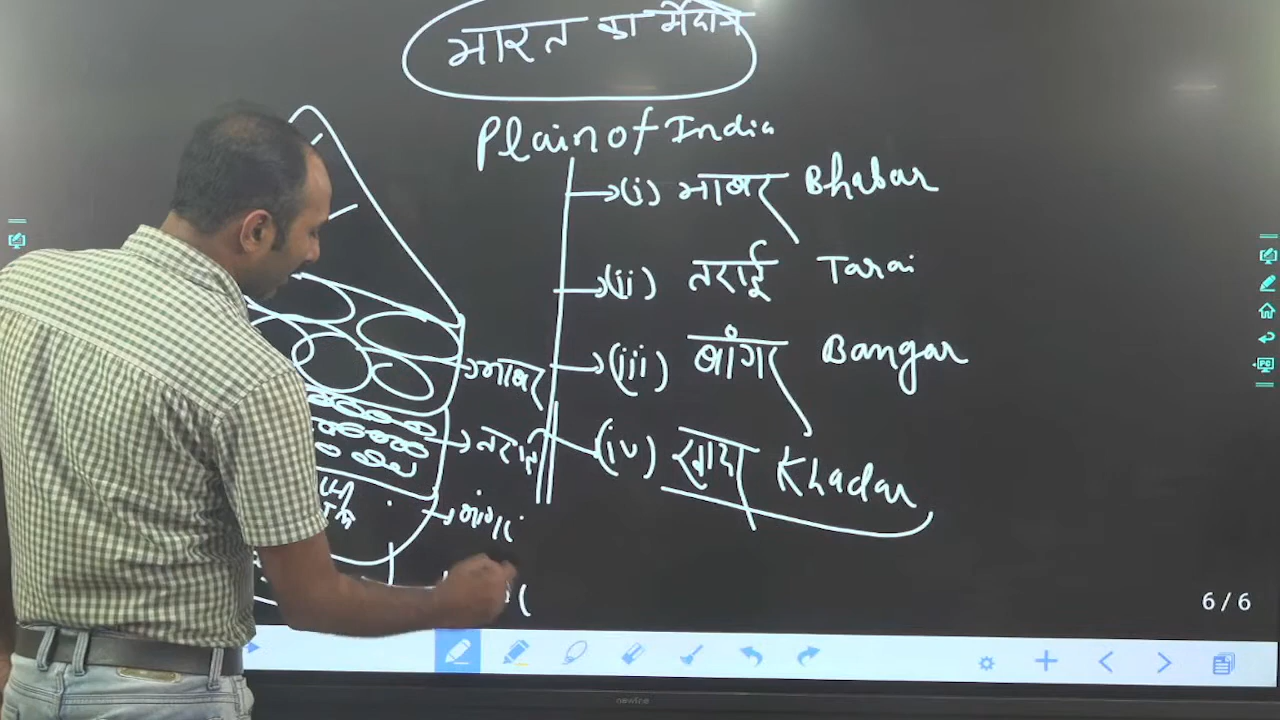 भारत का मैदान
Plain of India
(i) भाबर Bhabar
(ii) तराई Tarai
(iii) बांगर Bangar
(iv) खादर Khadar
भाबर
तराई
बांगर
6 / 6
newline